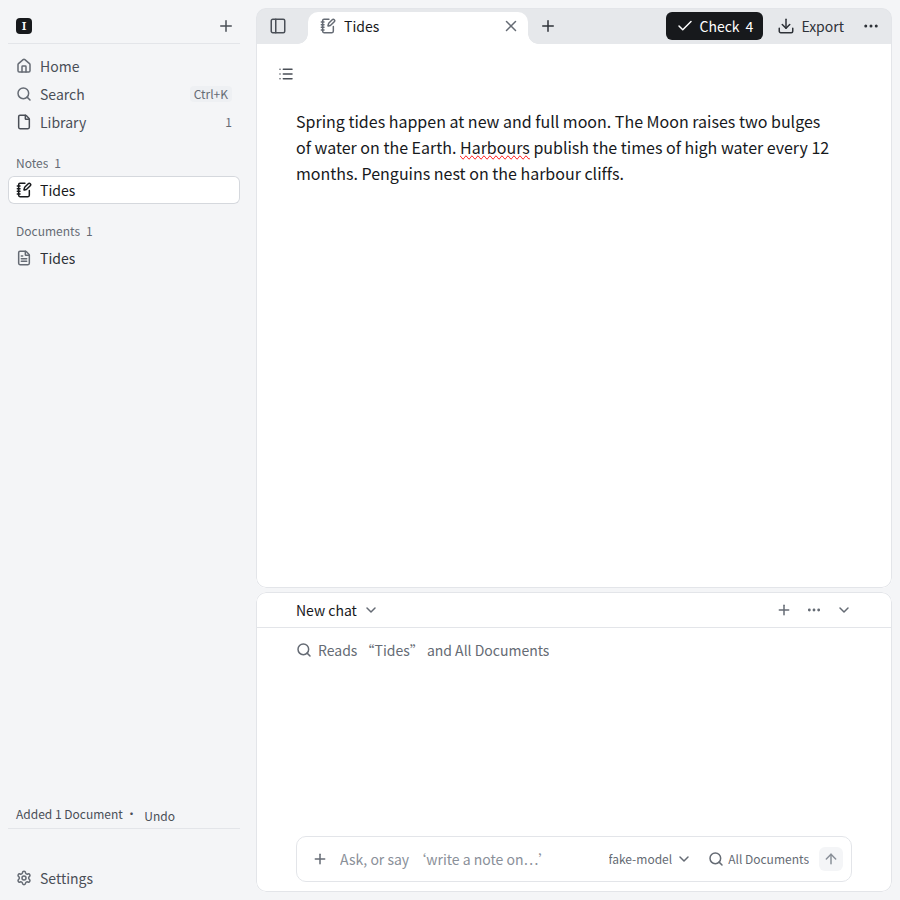 I
Home
Search Ctrl+K
Library 1
Notes 1
Tides
Documents 1
Tides
Added 1 Document • Undo
Settings
Tides
Check 4
Export
Spring tides happen at new and full moon. The Moon raises two bulges
of water on the Earth. Harbours publish the times of high water every 12
months. Penguins nest on the harbour cliffs.
New chat
Reads “Tides” and All Documents
Ask, or say ‘write a note on…’
fake-model
All Documents